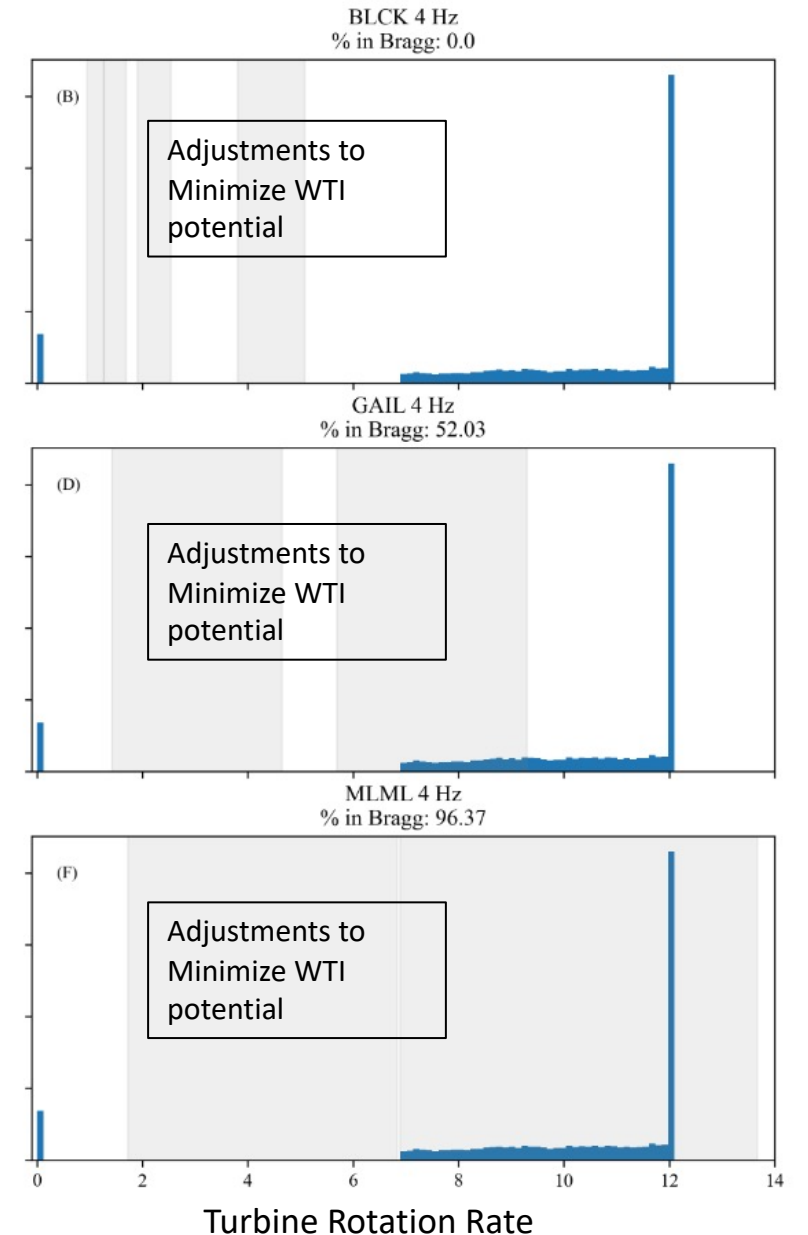 BLCK 4 Hz
% in Bragg: 0.0
(B)
Adjustments to
Minimize WTI
potential
GAIL 4 Hz
% in Bragg: 52.03
(D)
Adjustments to
Minimize WTI
potential
MLML 4 Hz
% in Bragg: 96.37
(F)
Adjustments to
Minimize WTI
potential
0 2 4 6 8 10 12 14
Turbine Rotation Rate